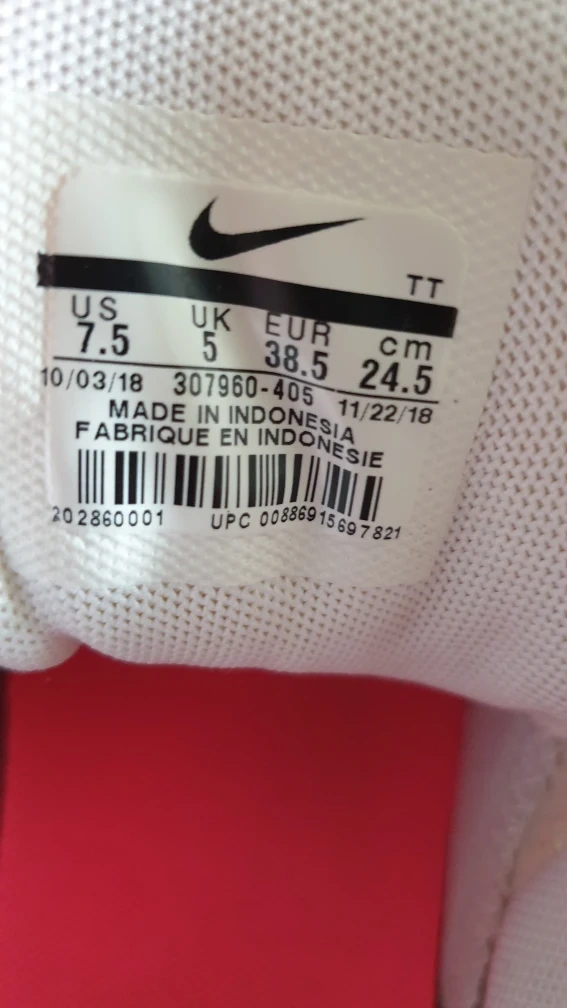 TT
US UK EUR cm
7.5 5 38.5 24.5
10/03/18 307960-405 11/22/18
MADE IN INDONESIA
FABRIQUE EN INDONESIE
202860001 UPC 00886915697821